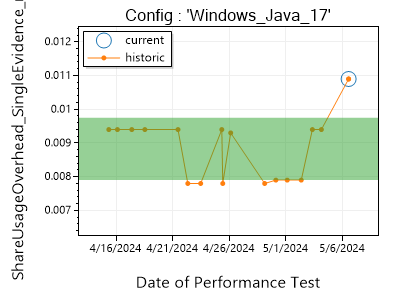 Config : 'Windows_Java_17'
ShareUsageOverhead_SingleEvidence_
current
historic
0.012
0.011
0.01
0.009
0.008
0.007
4/16/2024
4/21/2024
4/26/2024
5/1/2024
5/6/2024
Date of Performance Test